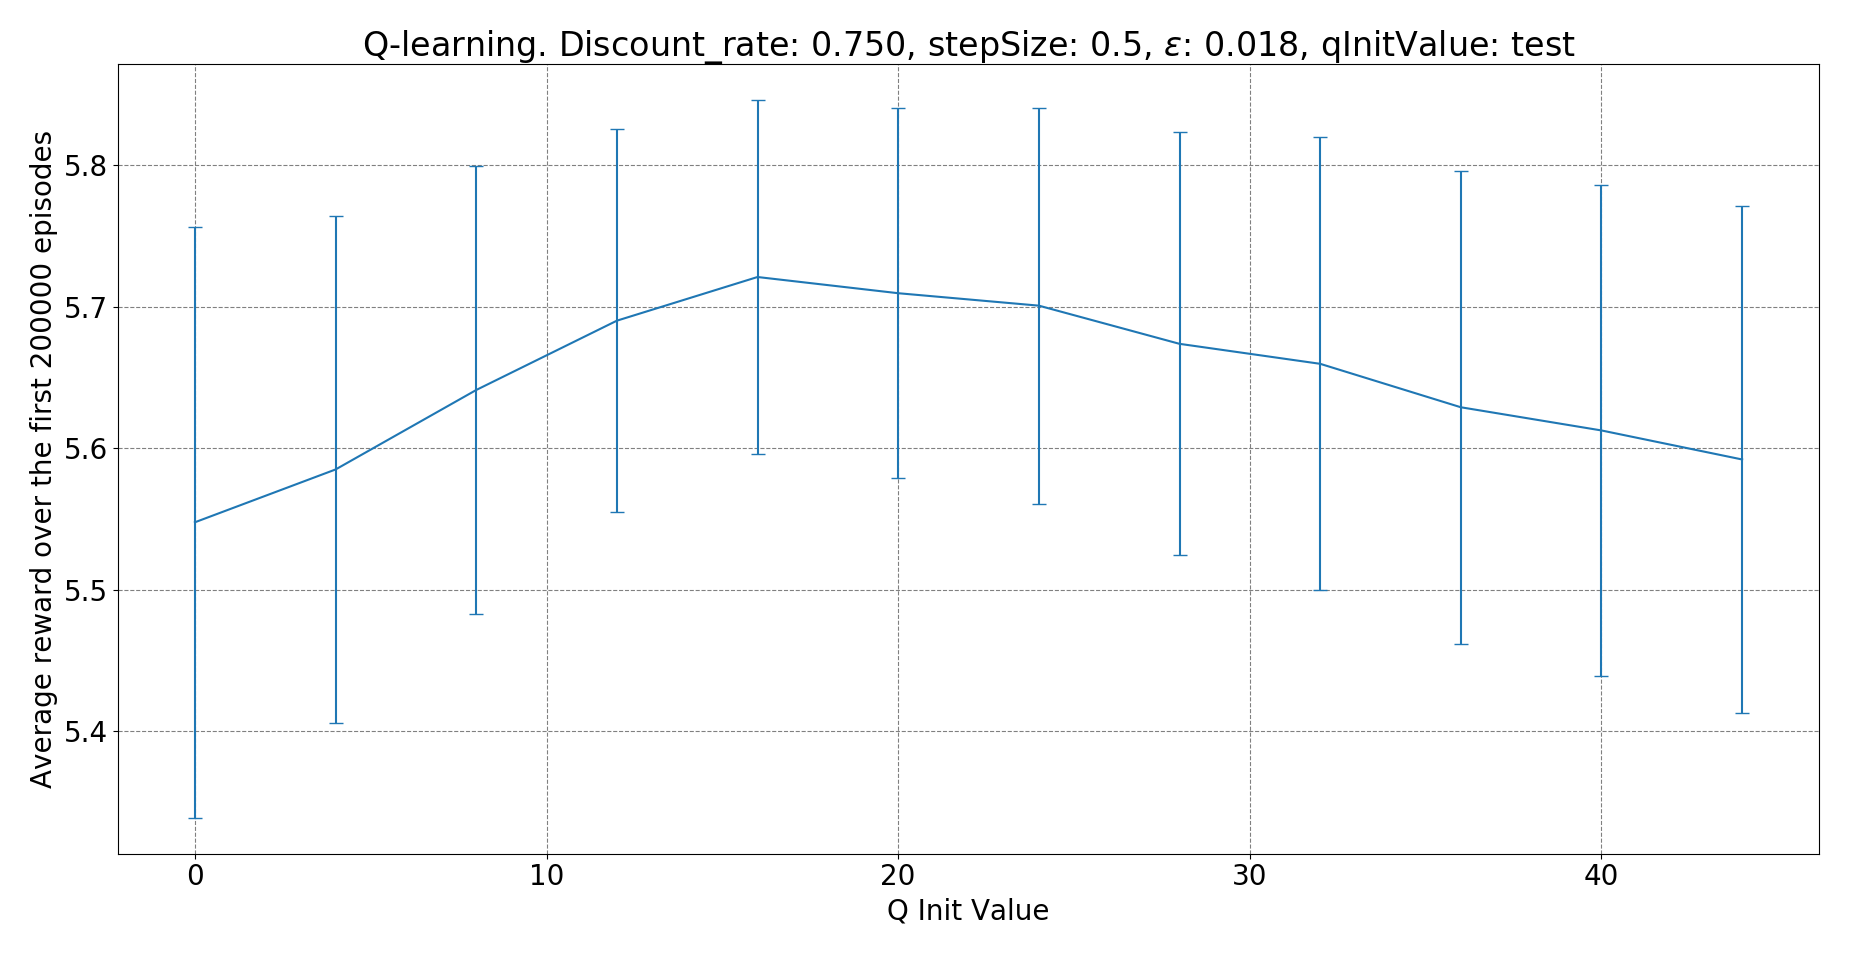 Q-learning. Discount_rate: 0.750, stepSize: 0.5, ε: 0.018, qInitValue: test
Average reward over the first 200000 episodes
5.8
5.7
5.6
5.5
5.4
0 10 20 30 40
Q Init Value